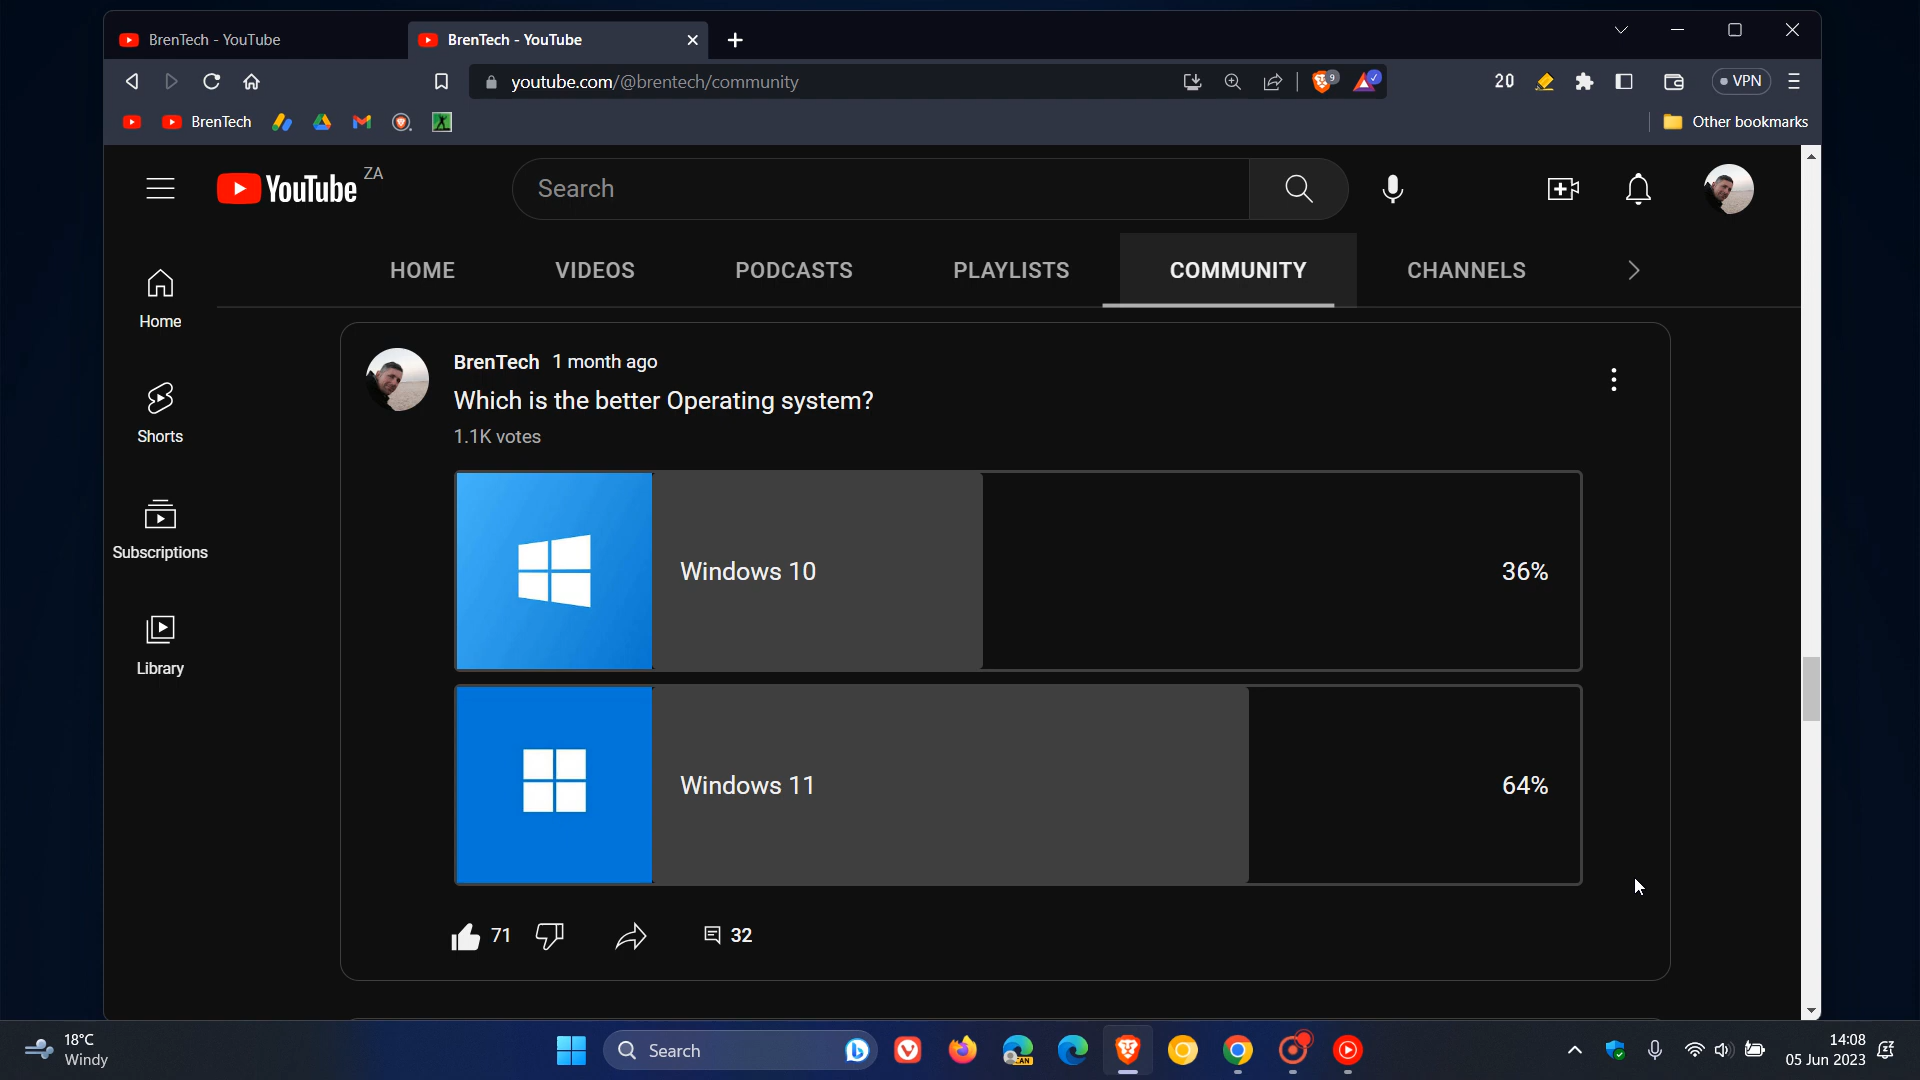 BrenTech - YouTube
BrenTech - YouTube
youtube.com/@brentech/community
9
20
VPN
BrenTech
Other bookmarks
YouTube ZA
Search
HOME
VIDEOS
PODCASTS
PLAYLISTS
COMMUNITY
CHANNELS
Home
Shorts
Subscriptions
Library
BrenTech 1 month ago
Which is the better Operating system?
1.1K votes
Windows 10
36%
Windows 11
64%
71
32
18°C
Windy
Search
CAN
14:08
05 Jun 2023